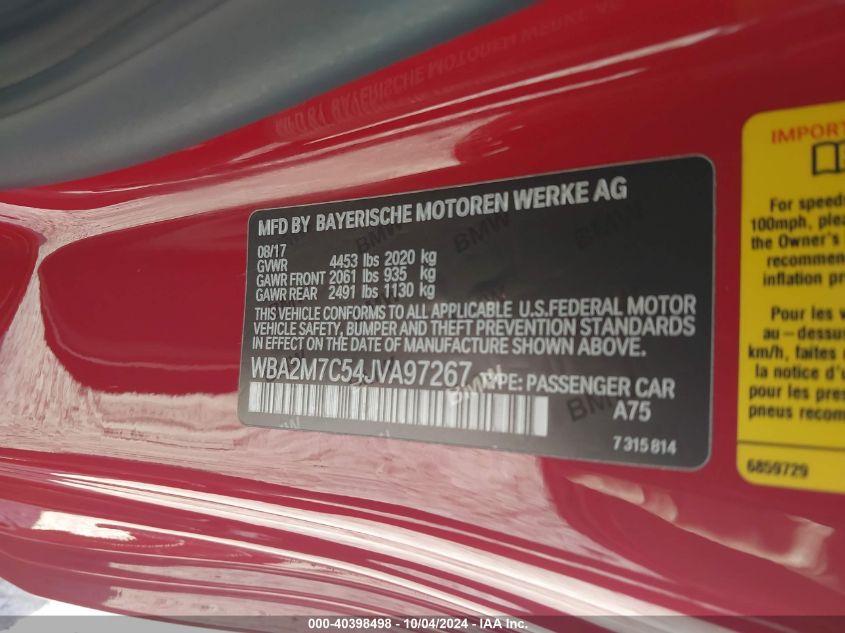 MFD BY BAYERISCHE MOTOREN WERKE AG
08/17
GVWR 4453 lbs 2020 kg
GAWR FRONT 2061 lbs 935 kg
GAWR REAR 2491 lbs 1130 kg
THIS VEHICLE CONFORMS TO ALL APPLICABLE U.S.FEDERAL MOTOR
VEHICLE SAFETY, BUMPER AND THEFT PREVENTION STANDARDS
IN EFFECT ON THE DATE OF MANUFACTURE SHOWN ABOVE.
WBA2M7C54JVA97267 TYPE: PASSENGER CAR
A75
7 315 814
IMPORT
For speeds
100mph, plea
the Owner's
inflation pr
Pour les v
au-dessus
km/h, faites
la notice d
pour les pres
pneus recom
6859729
000-40398498 - 10/04/2024 - IAA Inc.